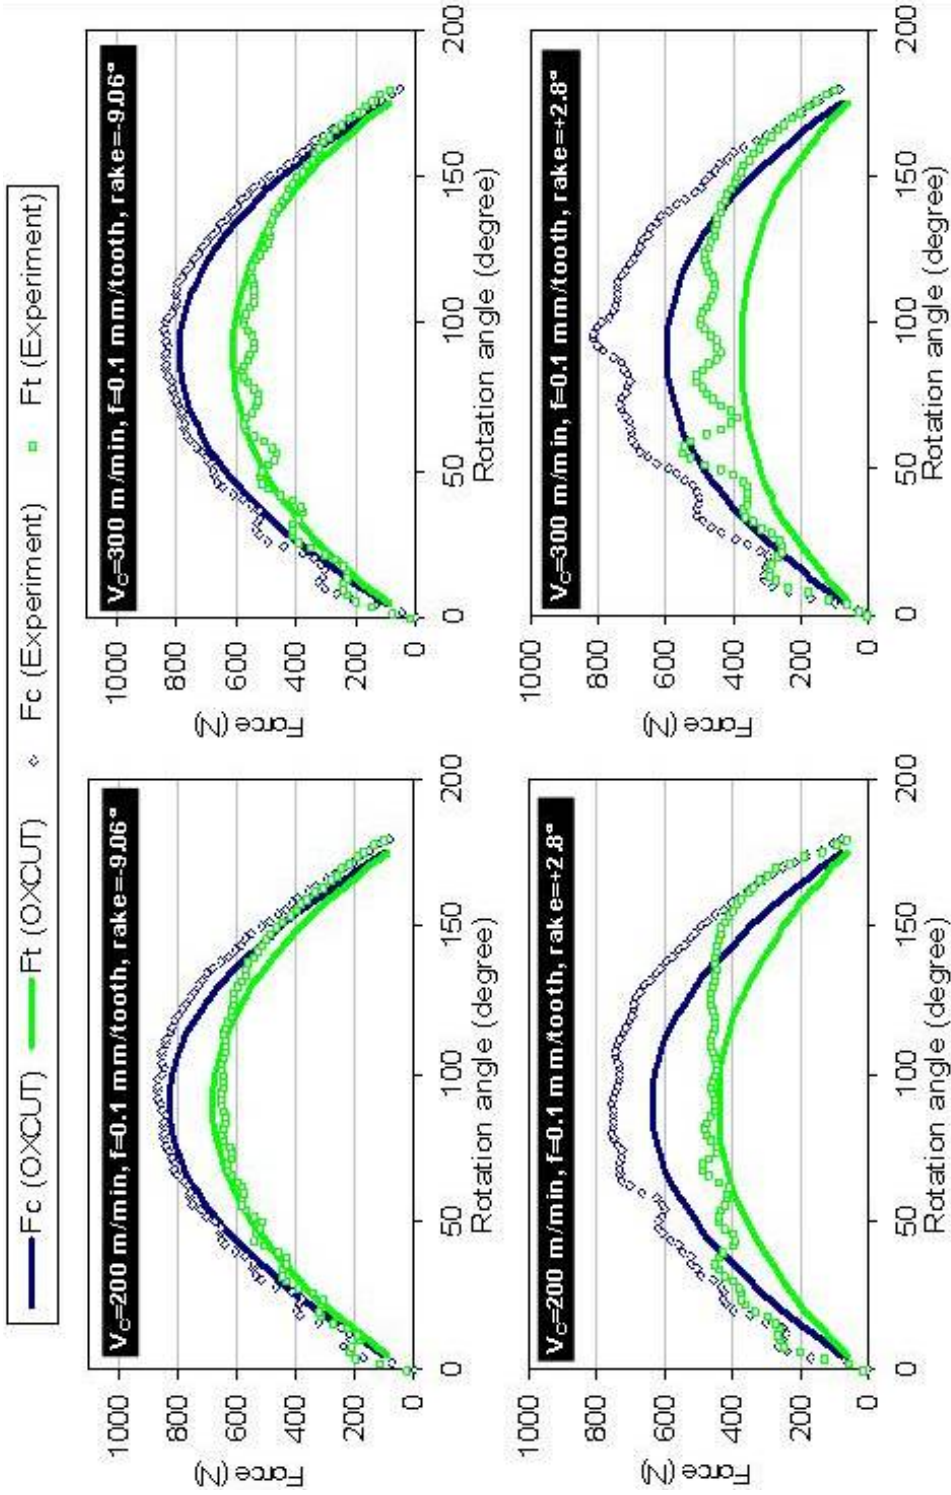 Fc (OXCUT) Ft (OXCUT) Fc (Experiment) Ft (Experiment)
V_C=200 m/min, f=0.1 mm/tooth, rake=-9.06°
Force (N)
1000
800
600
400
200
0
0 50 100 150 200
Rotation angle (degree)
V_C=300 m/min, f=0.1 mm/tooth, rake=-9.06°
Force (N)
1000
800
600
400
200
0
0 50 100 150 200
Rotation angle (degree)
V_C=200 m/min, f=0.1 mm/tooth, rake=+2.8°
Force (N)
1000
800
600
400
200
0
0 50 100 150 200
Rotation angle (degree)
V_C=300 m/min, f=0.1 mm/tooth, rake=+2.8°
Force (N)
1000
800
600
400
200
0
0 50 100 150 200
Rotation angle (degree)